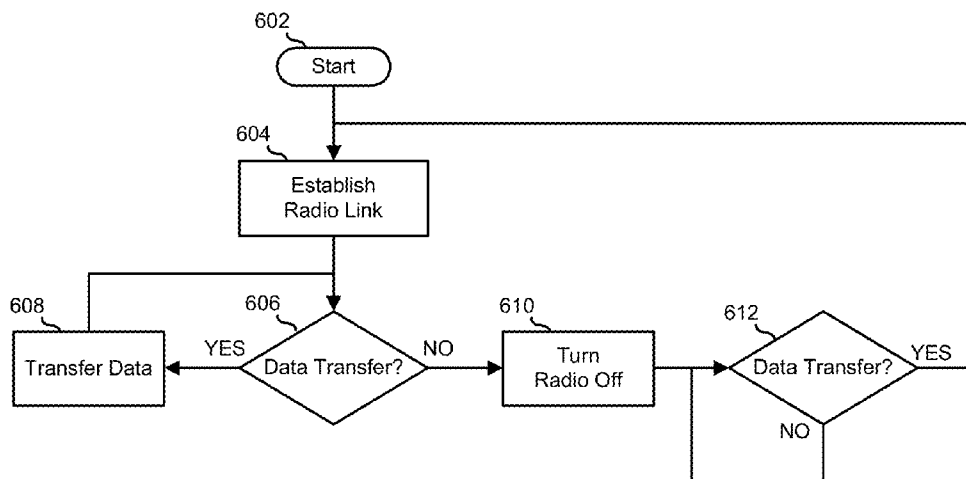 602
Start
604
Establish
Radio Link
608
606
610
612
Transfer Data
YES
Data Transfer?
NO
Turn
Radio Off
Data Transfer?
YES
NO